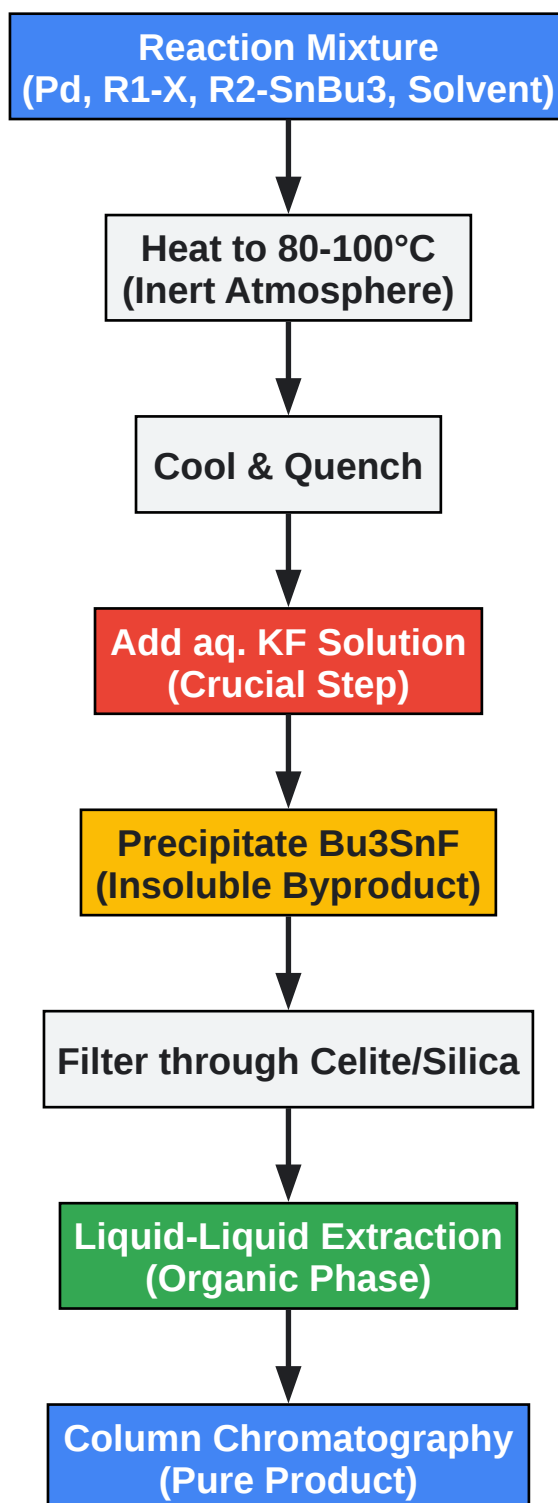 Reaction Mixture
(Pd, R1-X, R2-SnBu3, Solvent)
Heat to 80-100°C
(Inert Atmosphere)
Cool & Quench
Add aq. KF Solution
(Crucial Step)
Precipitate Bu3SnF
(Insoluble Byproduct)
Filter through Celite/Silica
Liquid-Liquid Extraction
(Organic Phase)
Column Chromatography
(Pure Product)